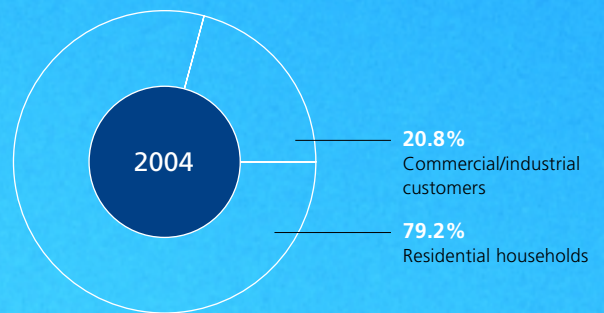 2004
20.8%
Commercial/industrial
customers
79.2%
Residential households